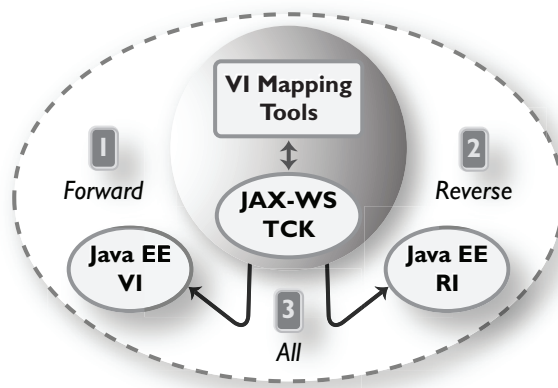 VI Mapping
Tools
1
Forward
2
Reverse
JAX-WS
TCK
Java EE
VI
Java EE
RI
3
All